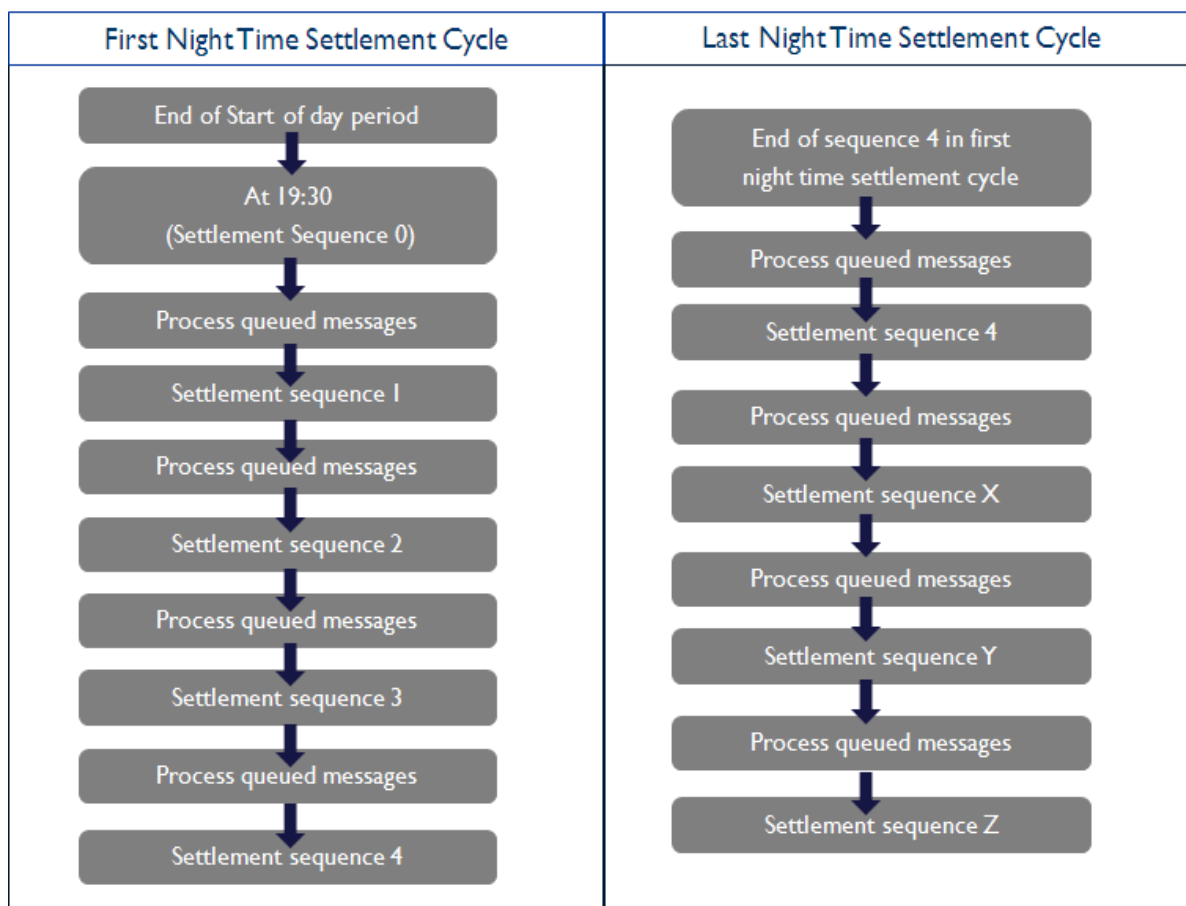 First Night Time Settlement Cycle
End of Start of day period
At 19:30
(Settlement Sequence 0)
Process queued messages
Settlement sequence 1
Process queued messages
Settlement sequence 2
Process queued messages
Settlement sequence 3
Process queued messages
Settlement sequence 4
Last Night Time Settlement Cycle
End of sequence 4 in first
night time settlement cycle
Process queued messages
Settlement sequence 4
Process queued messages
Settlement sequence X
Process queued messages
Settlement sequence Y
Process queued messages
Settlement sequence Z